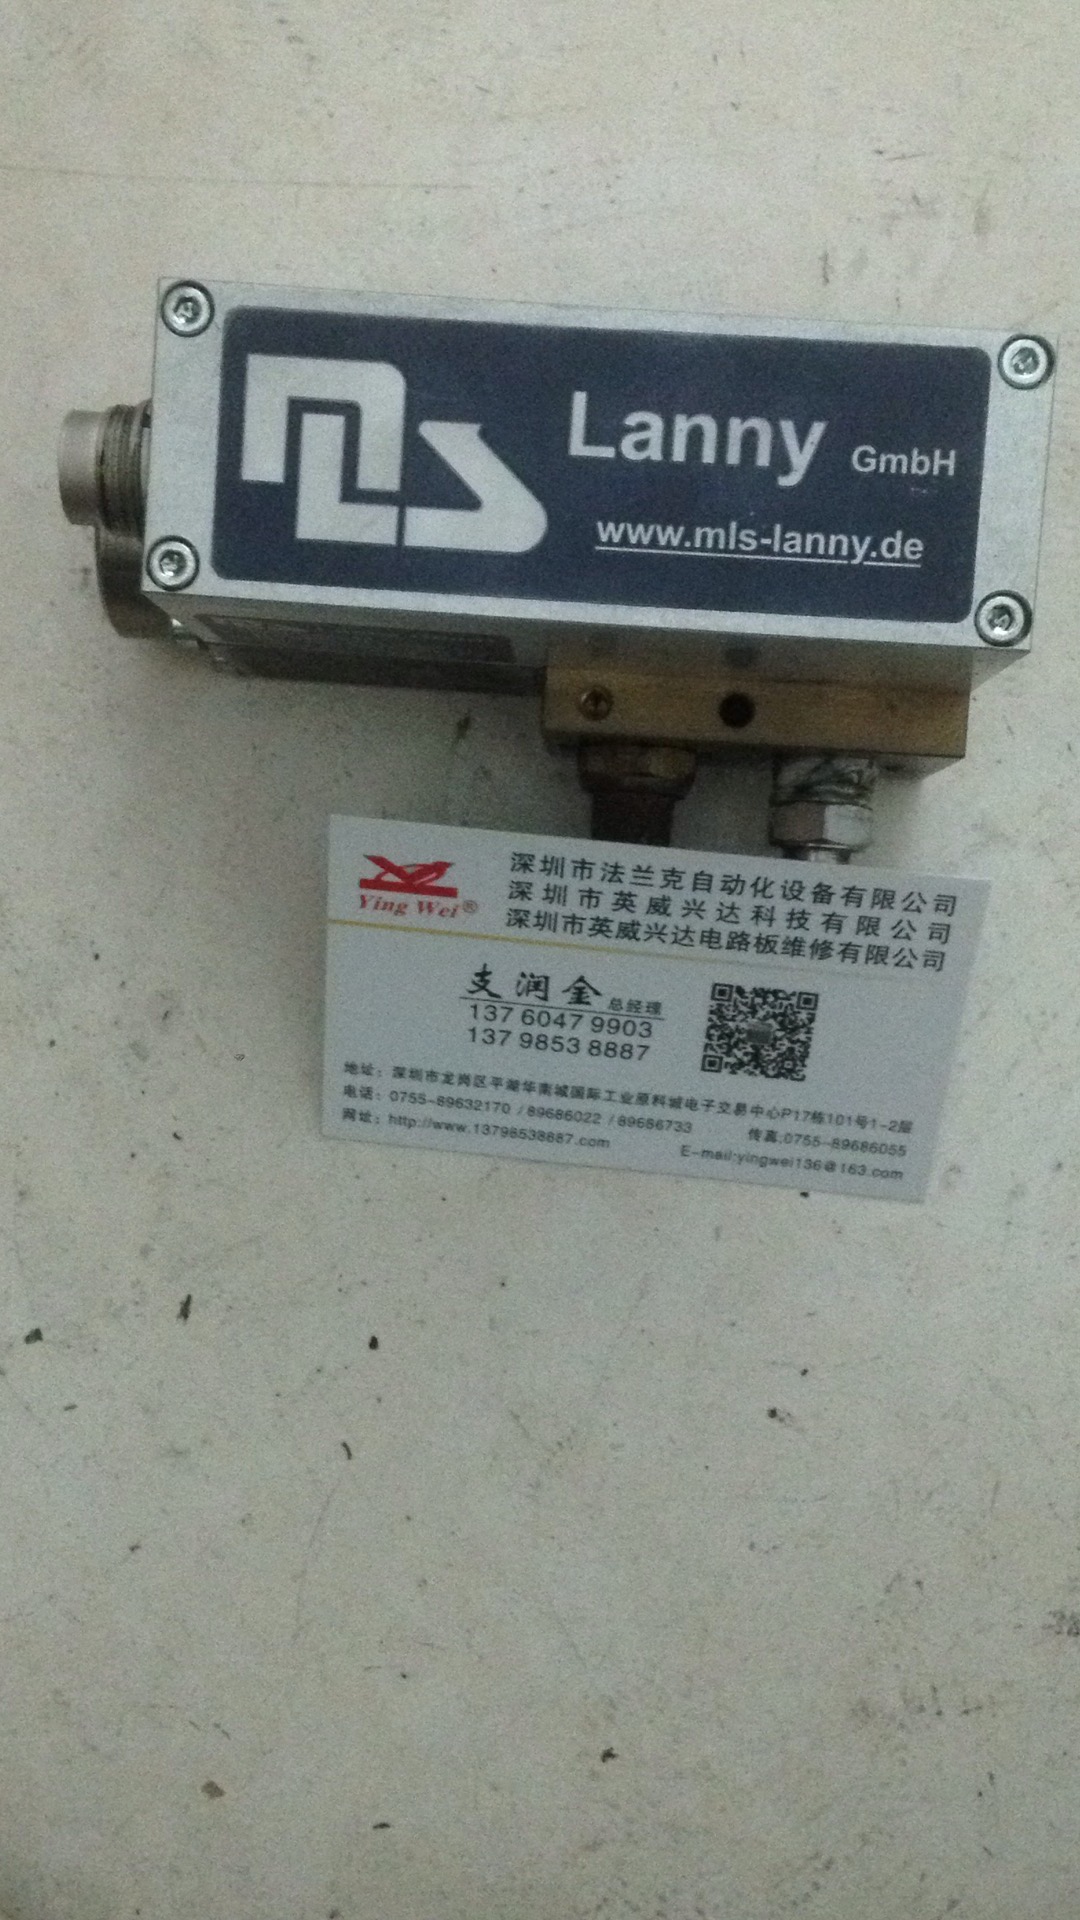 MLS
Lanny GmbH
www.mls-lanny.de
Ying Wei®
深圳市法兰克自动化设备有限公司
深圳市英威兴达科技有限公司
深圳市英威兴达电路板维修有限公司
支润金 总经理
137 6047 9903
137 9853 8887
地址：深圳市龙岗区平湖华南城国际工业原料城电子交易中心P17栋101号1-2层
电话：0755-89632170 / 89686022 / 89686733 传真:0755-89686055
网址：http://www.13798538887.com E-mail:yingwei136@163.com